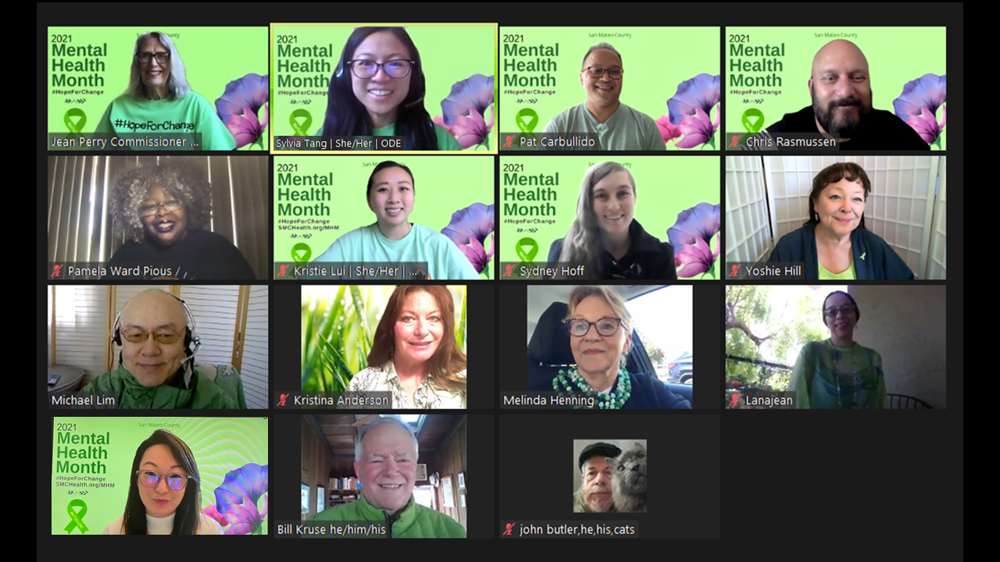 2021
San Mateo County
Mental
Health
Month
#HopeForChange
#HopeForChange
Jean Perry Commissioner ...
2021
Mental
Health
Month
#HopeForChange
Sylvia Tang | She/Her | ODE
2021
San Mateo County
Mental
Health
Month
#HopeForChange
Pat Carbullido
2021
San Mateo County
Mental
Health
Month
#HopeForChange
Chris Rasmussen
Pamela Ward Pious /
2021
Mental
Health
Month
#HopeForChange
SMCHealth.org/MHM
Kristie Lui | She/Her | ...
2021
Mental
Health
Month
#HopeForChange
Sydney Hoff
Yoshie Hill
Michael Lim
Kristina Anderson
Melinda Henning
Lanajean
2021
San Mateo County
Mental
Health
Month
#HopeForChange
SMCHealth.org/MHM
Bill Kruse he/him/his
john butler,he,his,cats